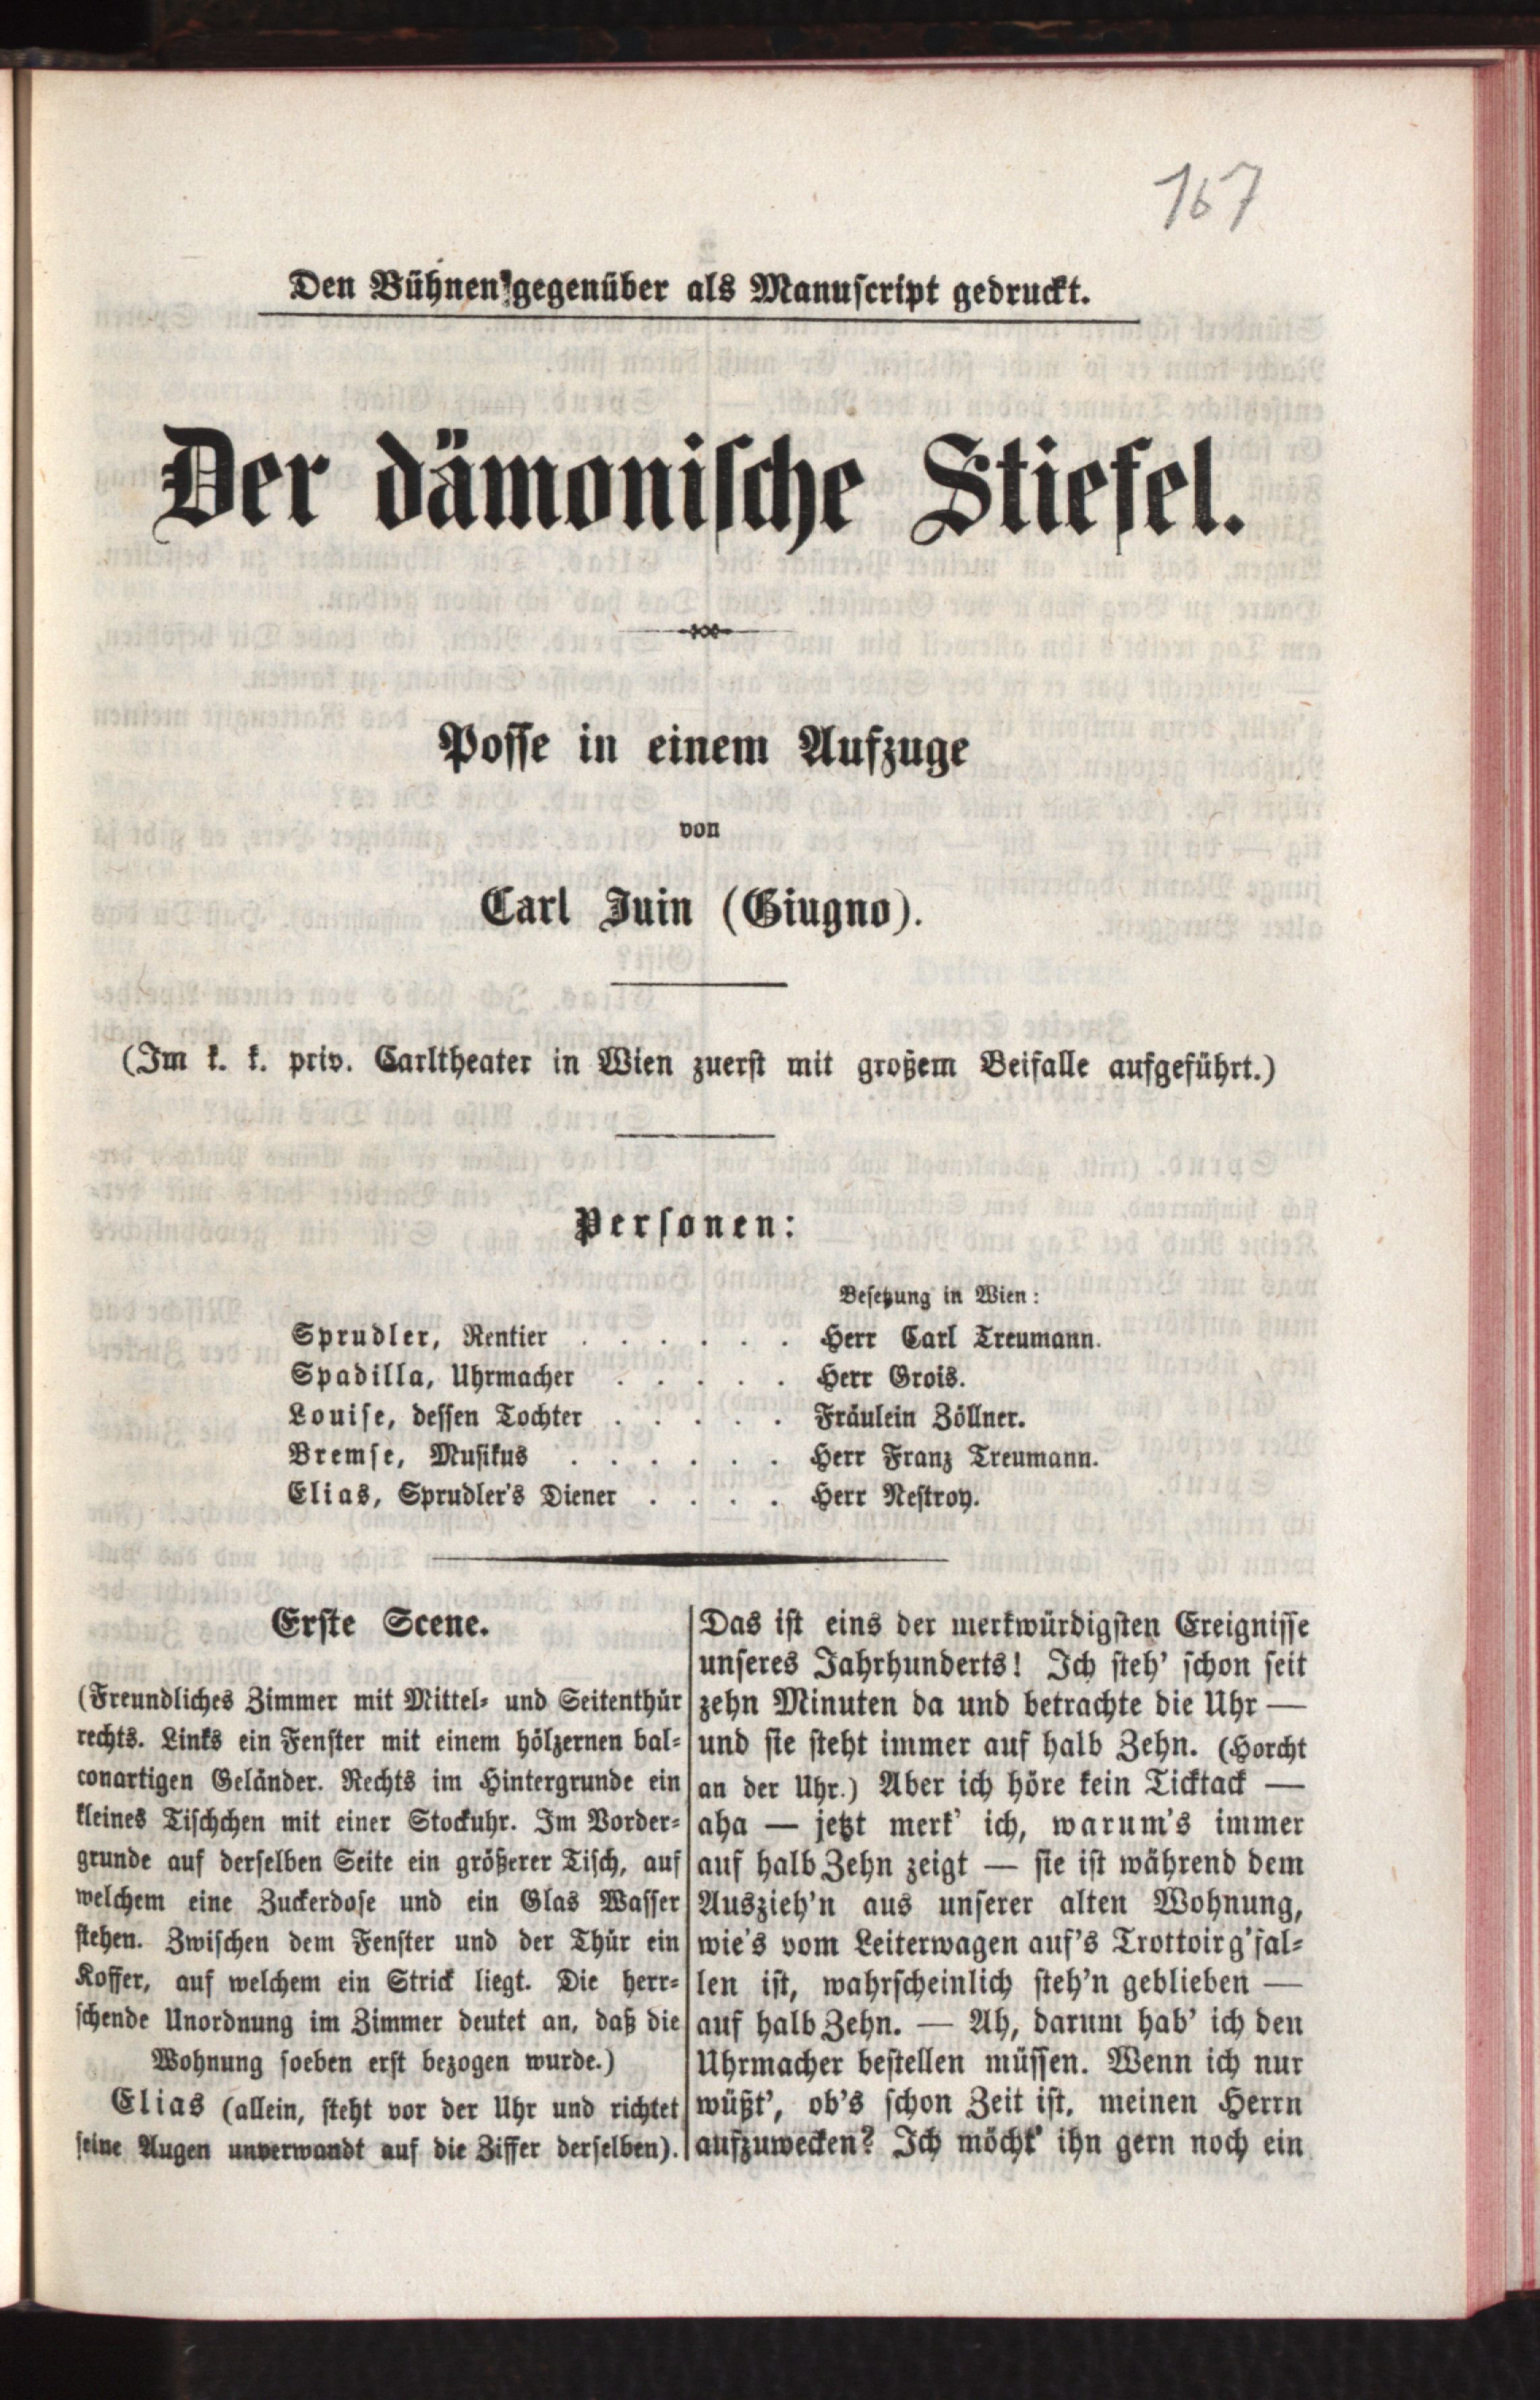 167
Den Bühnen gegenüber als Manuscript gedruckt.
Der dämonische Stiefel.
Posse in einem Aufzuge
von
Carl Juin (Giugno).
(Im k. k. priv. Carltheater in Wien zuerst mit großem Beifalle aufgeführt.)
Personen:
Besetzung in Wien:
Sprudler, Rentier . . . . . . Herr Carl Treumann.
Spadilla, Uhrmacher . . . . . Herr Grois.
Louise, dessen Tochter . . . . . Fräulein Zöllner.
Bremse, Musikus . . . . . . Herr Franz Treumann.
Elias, Sprudler's Diener . . . . Herr Nestroy.
Erste Scene.
(Freundliches Zimmer mit Mittel- und Seitenthür
rechts. Links ein Fenster mit einem hölzernen bal-
conartigen Geländer. Rechts im Hintergrunde ein
kleines Tischchen mit einer Stockuhr. Im Vorder-
grunde auf derselben Seite ein größerer Tisch, auf
welchem eine Zuckerdose und ein Glas Wasser
stehen. Zwischen dem Fenster und der Thür ein
Koffer, auf welchem ein Strick liegt. Die herr-
schende Unordnung im Zimmer deutet an, daß die
Wohnung soeben erst bezogen wurde.)
Elias (allein, steht vor der Uhr und richtet
seine Augen unverwandt auf die Ziffer derselben).
Das ist eins der merkwürdigsten Ereignisse
unseres Jahrhunderts! Ich steh' schon seit
zehn Minuten da und betrachte die Uhr —
und sie steht immer auf halb Zehn. (Horcht
an der Uhr.) Aber ich höre kein Ticktack —
aha — jetzt merk' ich, warum's immer
auf halb Zehn zeigt — sie ist während dem
Auszieh'n aus unserer alten Wohnung,
wie's vom Leiterwagen auf's Trottoir g'fal-
len ist, wahrscheinlich steh'n geblieben —
auf halb Zehn. — Ah, darum hab' ich den
Uhrmacher bestellen müssen. Wenn ich nur
wüßt', ob's schon Zeit ist, meinen Herrn
aufzuwecken? Ich möcht' ihn gern noch ein